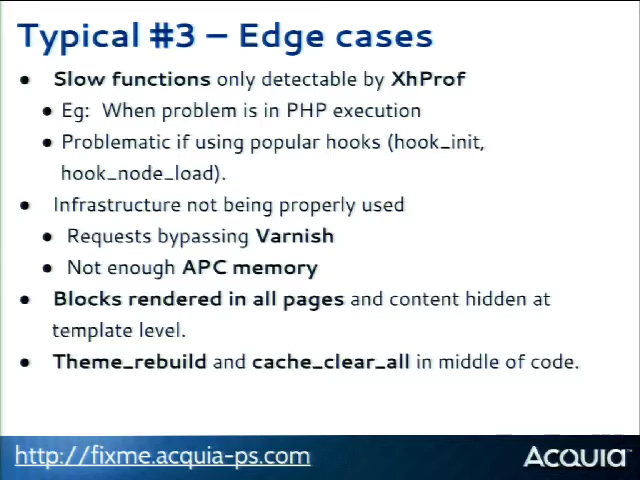 Typical #3 – Edge cases
● Slow functions only detectable by XhProf
● Eg: When problem is in PHP execution
● Problematic if using popular hooks (hook_init,
hook_node_load).
● Infrastructure not being properly used
● Requests bypassing Varnish
● Not enough APC memory
● Blocks rendered in all pages and content hidden at
template level.
● Theme_rebuild and cache_clear_all in middle of code.
http://fixme.acquia-ps.com
ACQUIA